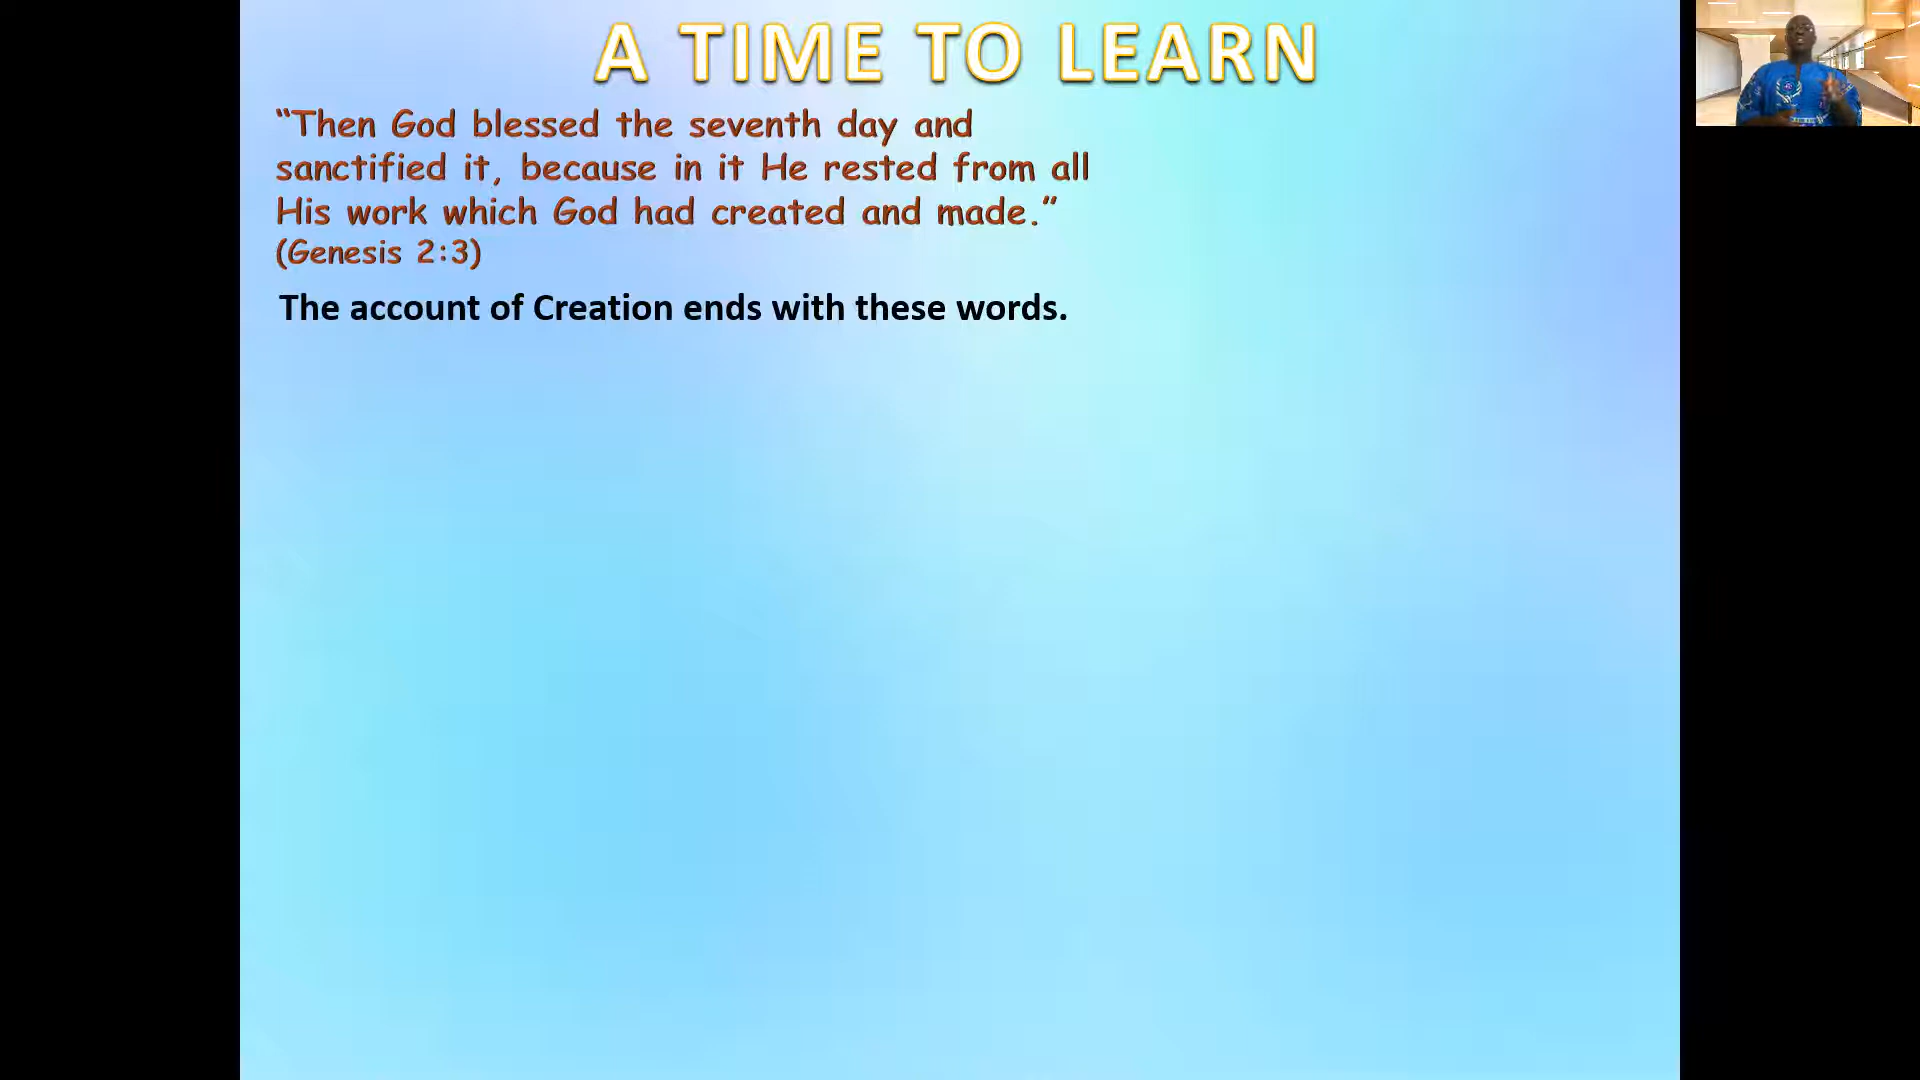 A TIME TO LEARN
“Then God blessed the seventh day and
sanctified it, because in it He rested from all
His work which God had created and made.”
(Genesis 2:3)
The account of Creation ends with these words.